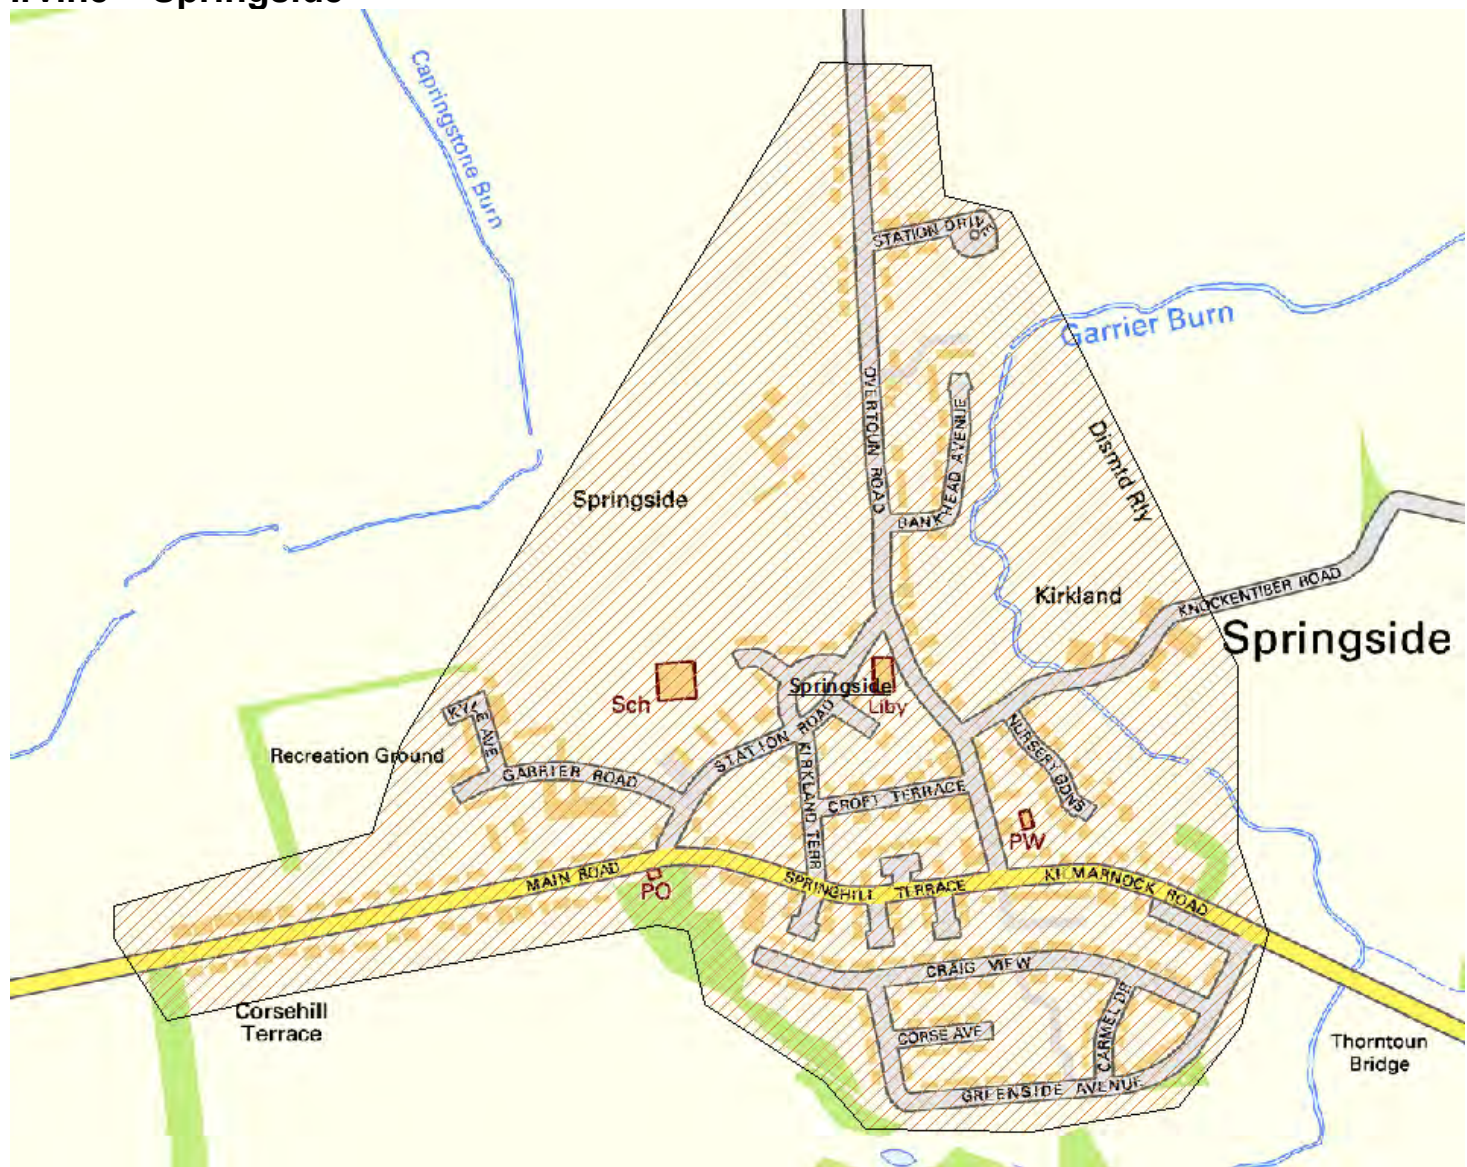 Capringstone Burn
STATION DRIVE
Garrier Burn
OVERTOUN ROAD
BANKHEAD AVENUE
Dismtd Rly
Springside
Kirkland
KNOCKENTIBER ROAD
Springside
Springside
Sch
Liby
KYLE AVE
Recreation Ground
GARRIER ROAD
STATION ROAD
KIRKLAND TERR
NURSERY GDNS
CROFT TERRACE
PW
MAIN ROAD
PO
SPRINGHILL TERRACE
KILMARNOCK ROAD
CRAIG VIEW
Corsehill
Terrace
CORSE AVE
CARMEL DR
Thorntoun
Bridge
GREENSIDE AVENUE